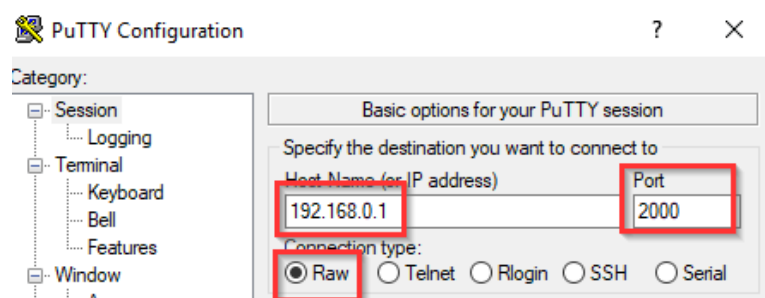 PuTTY Configuration ? ×
Category:
Session
Logging
Terminal
Keyboard
Bell
Features
Window
Basic options for your PuTTY session
Specify the destination you want to connect to
Host Name (or IP address) Port
192.168.0.1 2000
Connection type:
Raw Telnet Rlogin SSH Serial